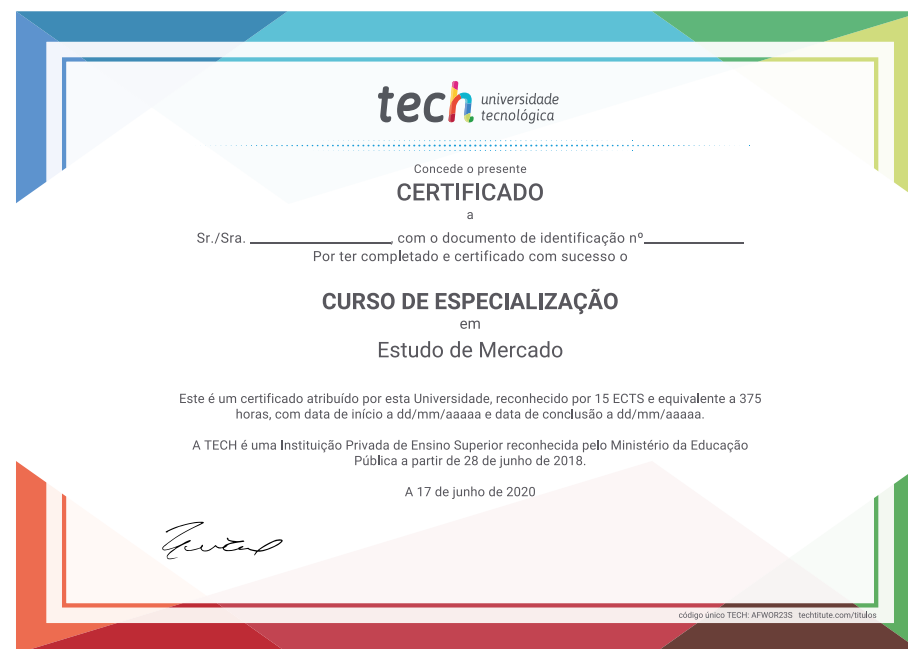 tech universidade
tecnológica
Concede o presente
CERTIFICADO
a
Sr./Sra. ____________________, com o documento de identificação nº______________
Por ter completado e certificado com sucesso o
CURSO DE ESPECIALIZAÇÃO
em
Estudo de Mercado
Este é um certificado atribuído por esta Universidade, reconhecido por 15 ECTS e equivalente a 375
horas, com data de início a dd/mm/aaaaa e data de conclusão a dd/mm/aaaaa.
A TECH é uma Instituição Privada de Ensino Superior reconhecida pelo Ministério da Educação
Pública a partir de 28 de junho de 2018.
A 17 de junho de 2020
código único TECH: AFWOR23S techtitute.com/titulos